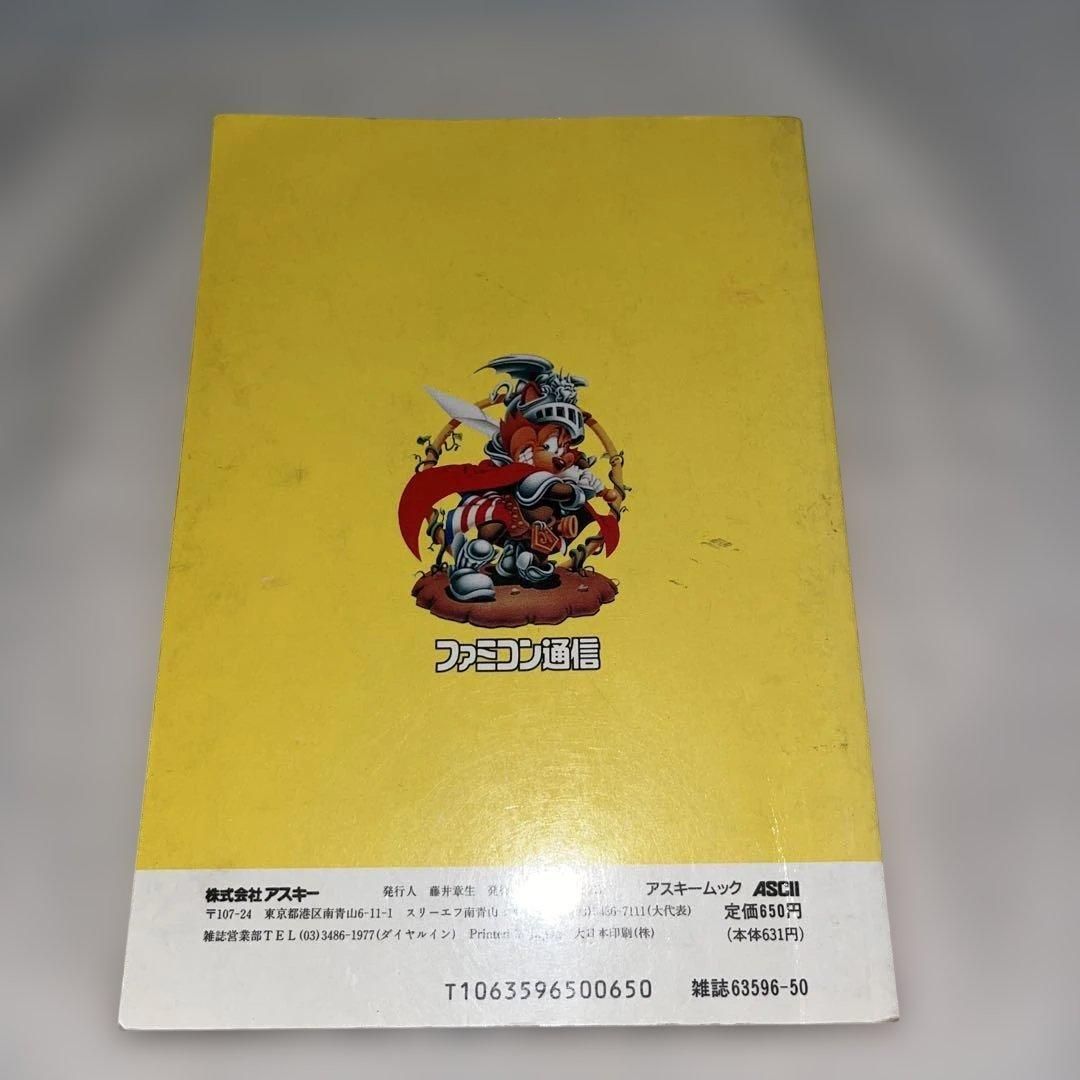 ファミコン通信
株式会社アスキー 発行人 藤井章生 アスキームック ASCII
〒107-24 東京都港区南青山6-11-1 スリーエフ南青山 3486-7111(大代表) 定価650円
雑誌営業部TEL(03)3486-1977(ダイヤルイン) Printed 大日本印刷(株) (本体631円)
T1063596500650 雑誌63596-50